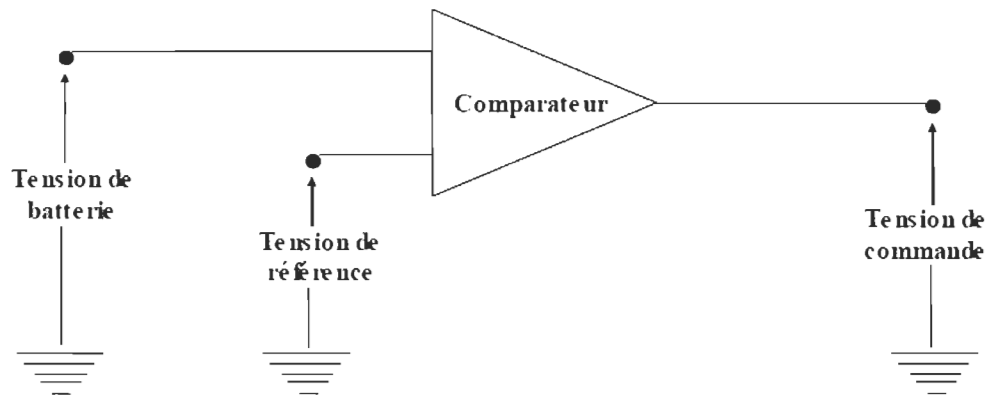 Comparateur
Tension de
batterie
Tension de
référence
Tension de
commande